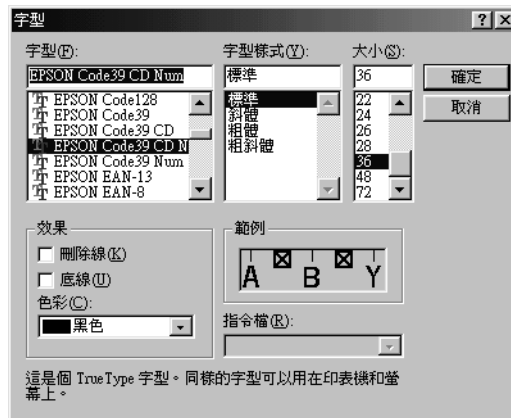 字型
字型(F):
字型樣式(Y):
大小(S):
EPSON Code39 CD Num
標準
36
確定
取消
EPSON Code128
EPSON Code39
EPSON Code39 CD
EPSON Code39 CD N
EPSON Code39 Num
EPSON EAN-13
EPSON EAN-8
標準
斜體
粗體
粗斜體
22
24
26
28
36
48
72
效果
刪除線(K)
底線(U)
色彩(C):
黑色
範例
A B Y
指令檔(R):
這是個 TrueType 字型。同樣的字型可以用在印表機和螢
幕上。